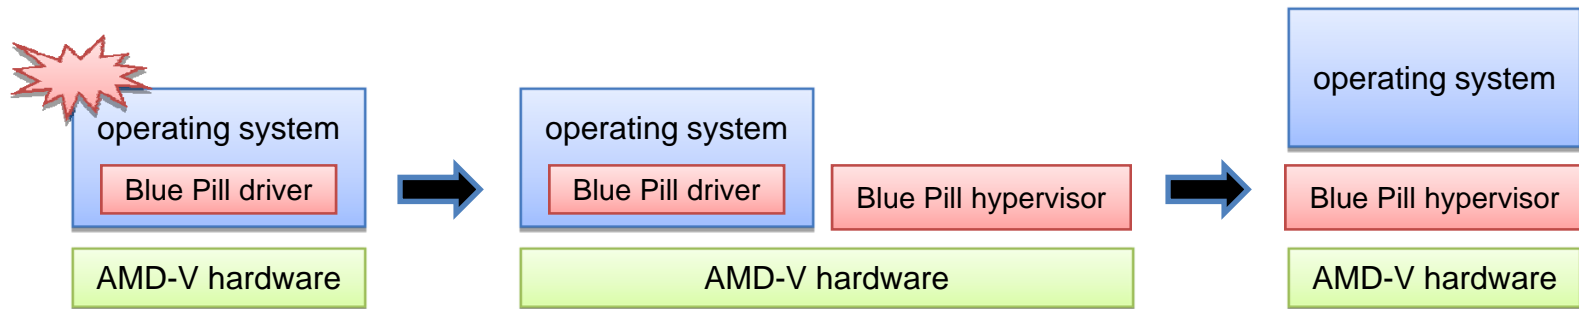 operating system
Blue Pill driver
AMD-V hardware
operating system
Blue Pill driver
Blue Pill hypervisor
AMD-V hardware
operating system
Blue Pill hypervisor
AMD-V hardware